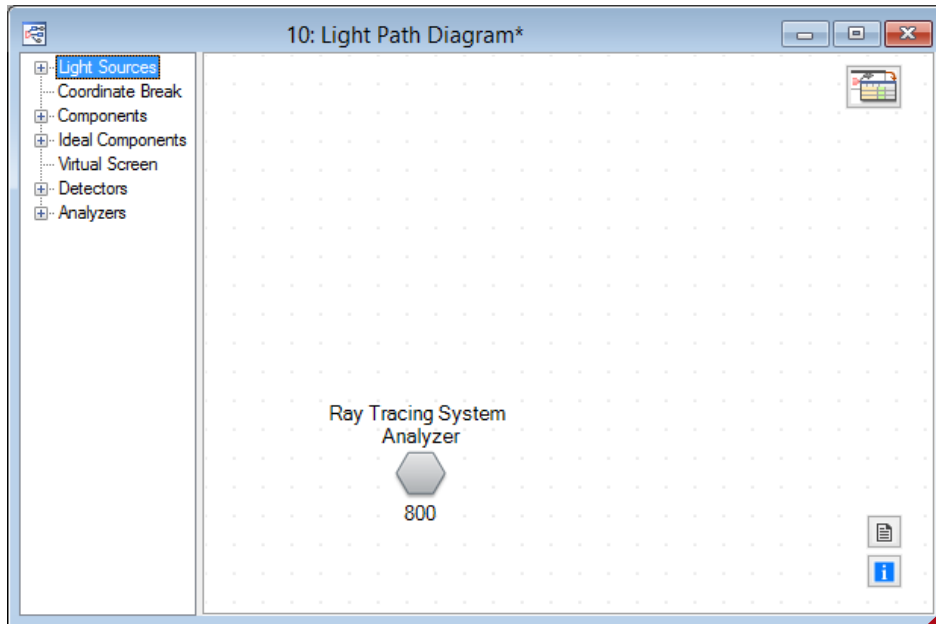 10: Light Path Diagram*
Light Sources
Coordinate Break
Components
Ideal Components
Virtual Screen
Detectors
Analyzers
Ray Tracing System
Analyzer
800